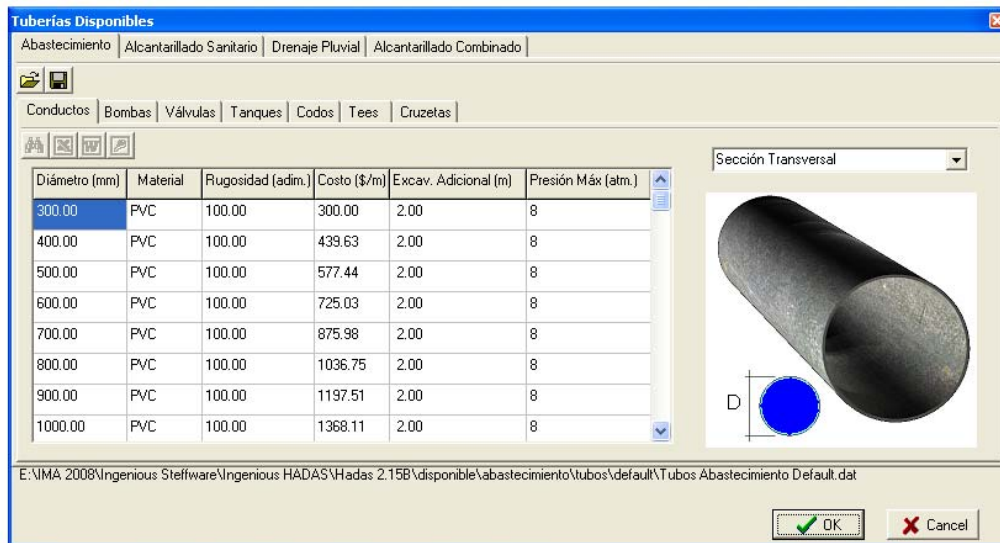 Tuberías Disponibles
Abastecimiento Alcantarillado Sanitario Drenaje Pluvial Alcantarillado Combinado
Conductos Bombas Válvulas Tanques Codos Tees Cruzetas
Sección Transversal
Diámetro (mm) Material Rugosidad (adim.) Costo ($/m) Excav. Adicional (m) Presión Máx (atm.)
300.00 PVC 100.00 300.00 2.00 8
400.00 PVC 100.00 439.63 2.00 8
500.00 PVC 100.00 577.44 2.00 8
600.00 PVC 100.00 725.03 2.00 8
700.00 PVC 100.00 875.98 2.00 8
800.00 PVC 100.00 1036.75 2.00 8
900.00 PVC 100.00 1197.51 2.00 8
1000.00 PVC 100.00 1368.11 2.00 8
D
E:\IMA 2008\Ingenious Steffware\Ingenious HADAS\Hadas 2.15B\disponible\abastecimiento\tubos\default\Tubos Abastecimiento Default.dat
OK Cancel